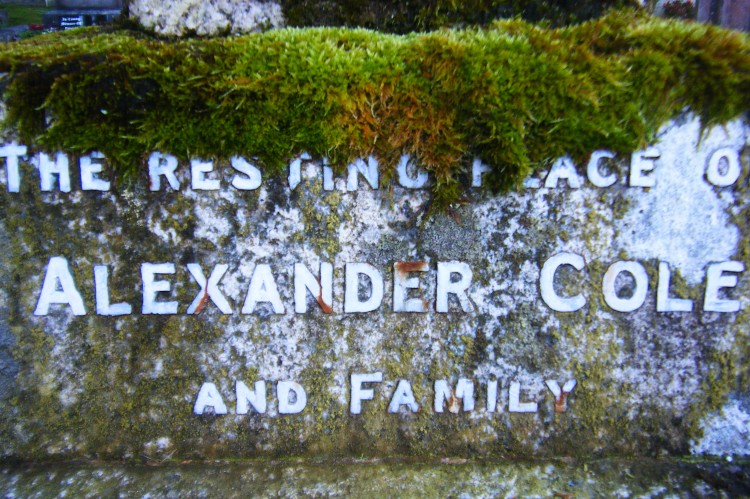 THE RESTING PLACE O
ALEXANDER COLE
AND FAMILY